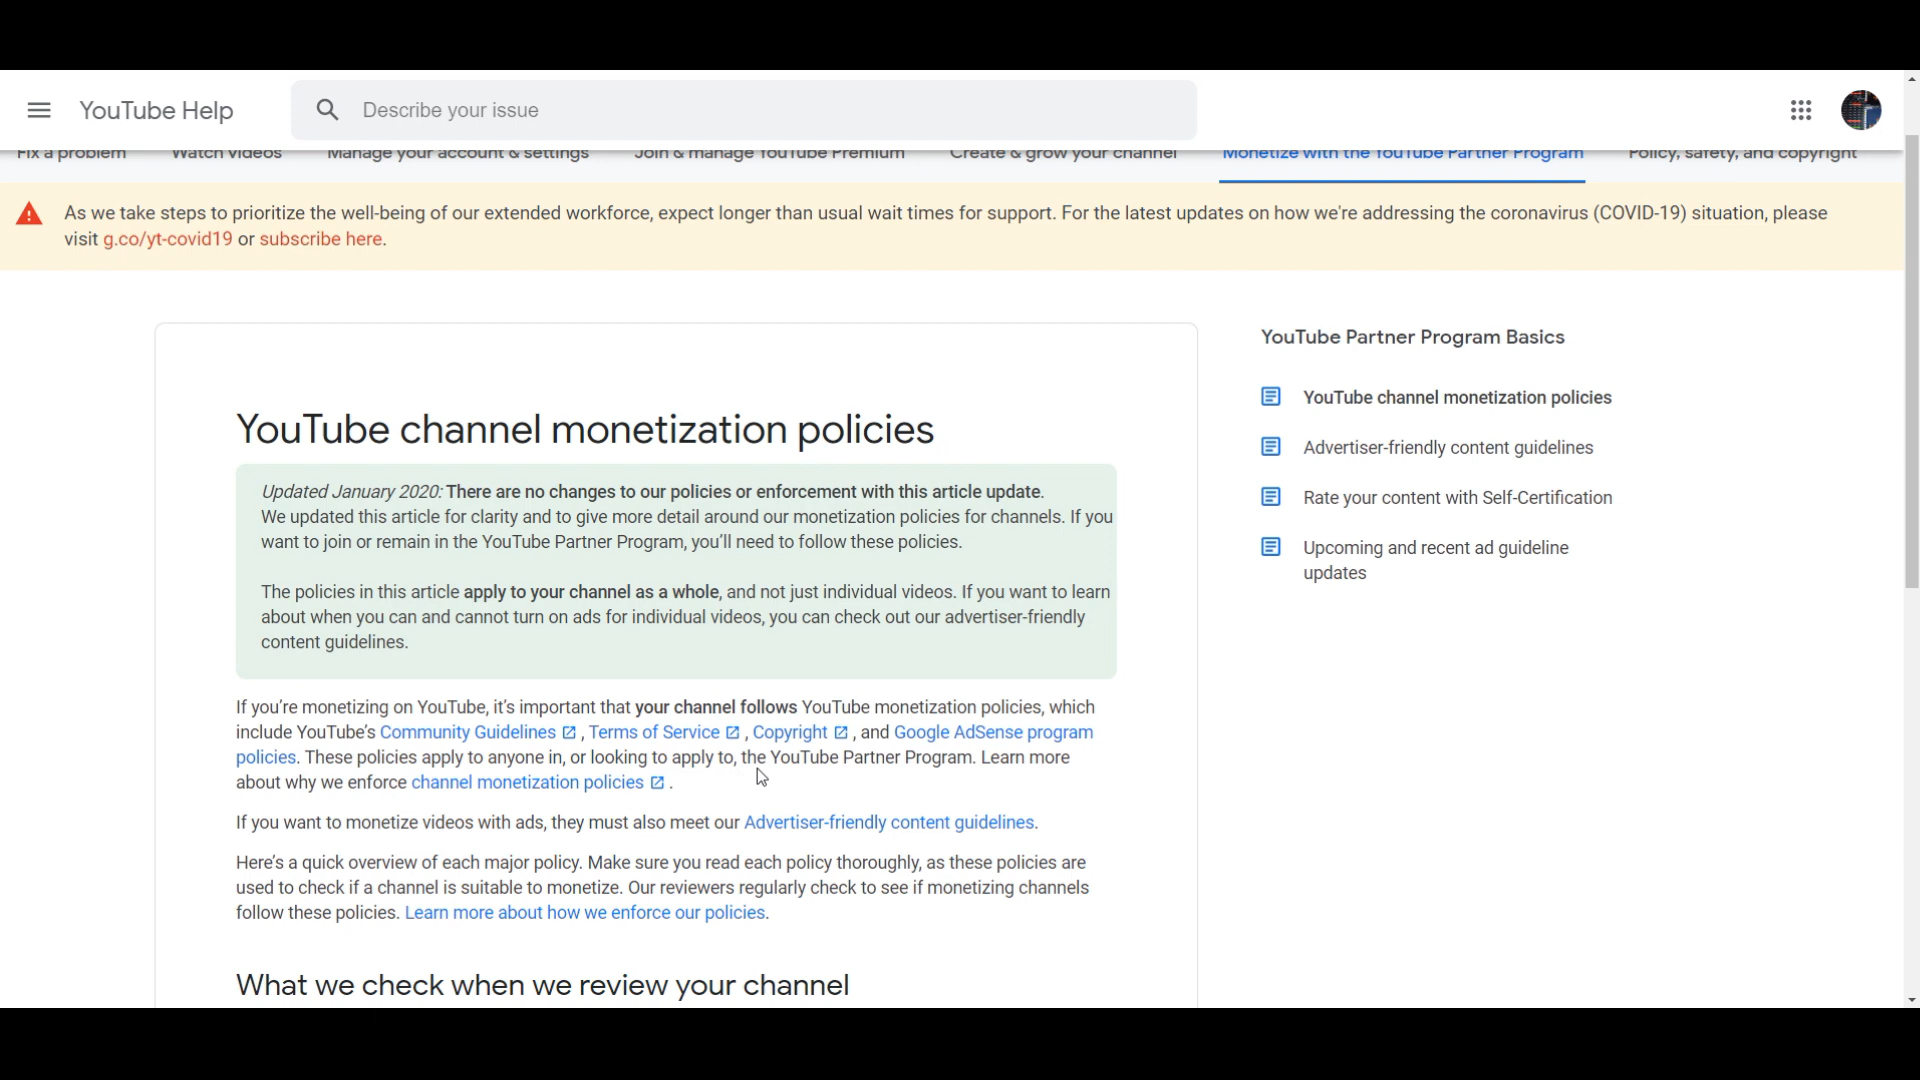 YouTube Help
Describe your issue
Fix a problem
Watch videos
Manage your account & settings
Join & manage YouTube Premium
Create & grow your channel
Monetize with the YouTube Partner Program
Policy, safety, and copyright
As we take steps to prioritize the well-being of our extended workforce, expect longer than usual wait times for support. For the latest updates on how we're addressing the coronavirus (COVID-19) situation, please
visit g.co/yt-covid19 or subscribe here.
YouTube channel monetization policies
Updated January 2020: There are no changes to our policies or enforcement with this article update.
We updated this article for clarity and to give more detail around our monetization policies for channels. If you
want to join or remain in the YouTube Partner Program, you’ll need to follow these policies.
The policies in this article apply to your channel as a whole, and not just individual videos. If you want to learn
about when you can and cannot turn on ads for individual videos, you can check out our advertiser-friendly
content guidelines.
If you’re monetizing on YouTube, it’s important that your channel follows YouTube monetization policies, which
include YouTube’s Community Guidelines , Terms of Service , Copyright , and Google AdSense program
policies. These policies apply to anyone in, or looking to apply to, the YouTube Partner Program. Learn more
about why we enforce channel monetization policies .
If you want to monetize videos with ads, they must also meet our Advertiser-friendly content guidelines.
Here’s a quick overview of each major policy. Make sure you read each policy thoroughly, as these policies are
used to check if a channel is suitable to monetize. Our reviewers regularly check to see if monetizing channels
follow these policies. Learn more about how we enforce our policies.
What we check when we review your channel
YouTube Partner Program Basics
YouTube channel monetization policies
Advertiser-friendly content guidelines
Rate your content with Self-Certification
Upcoming and recent ad guideline
updates